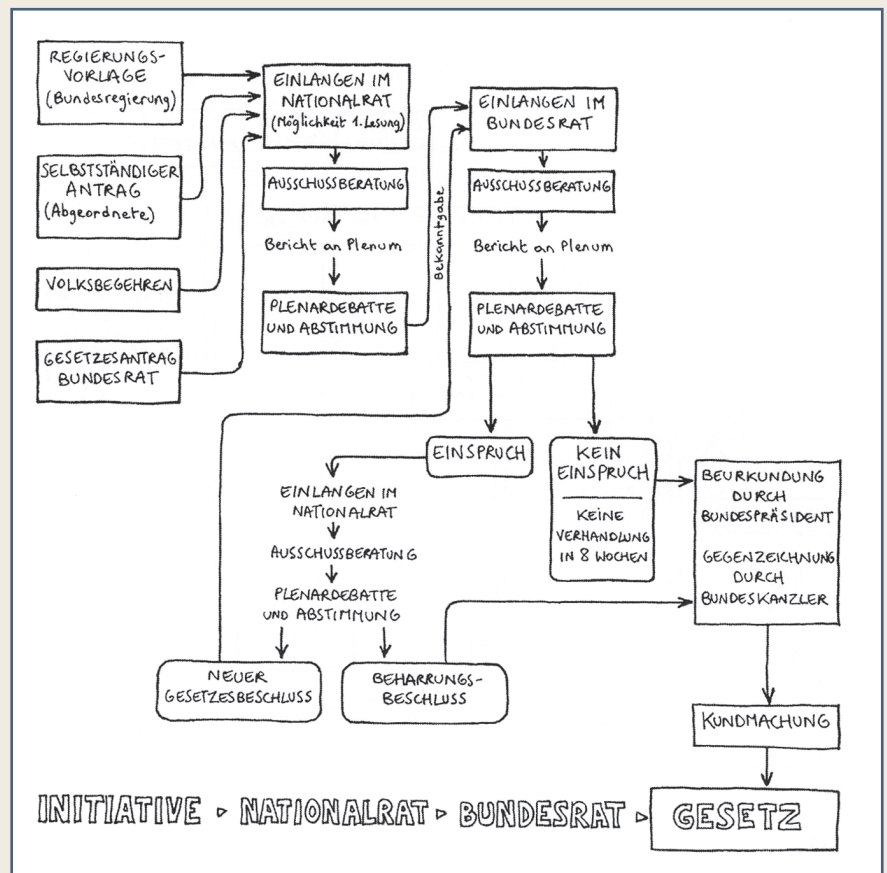 REGIERUNGS-
VORLAGE
(Bundesregierung)
SELBSTSTÄNDIGER
ANTRAG
(Abgeordnete)
VOLKSBEGEHREN
GESETZESANTRAG
BUNDESRAT
EINLANGEN IM
NATIONALRAT
(Möglichkeit 1. Lesung)
AUSSCHUSSBERATUNG
Bericht an Plenum
PLENARDEBATTE
UND ABSTIMMUNG
Bekanntgabe
EINLANGEN IM
BUNDESRAT
AUSSCHUSSBERATUNG
Bericht an Plenum
PLENARDEBATTE
UND ABSTIMMUNG
EINSPRUCH
KEIN
EINSPRUCH
KEINE
VERHANDLUNG
IN 8 WOCHEN
EINLANGEN IM
NATIONALRAT
AUSSCHUSSBERATUNG
PLENARDEBATTE
UND ABSTIMMUNG
NEUER
GESETZESBESCHLUSS
BEHARRUNGS-
BESCHLUSS
BEURKUNDUNG
DURCH
BUNDESPRÄSIDENT
GEGENZEICHNUNG
DURCH
BUNDESKANZLER
KUNDMACHUNG
INITIATIVE ▹ NATIONALRAT ▹ BUNDESRAT ▹ GESETZ